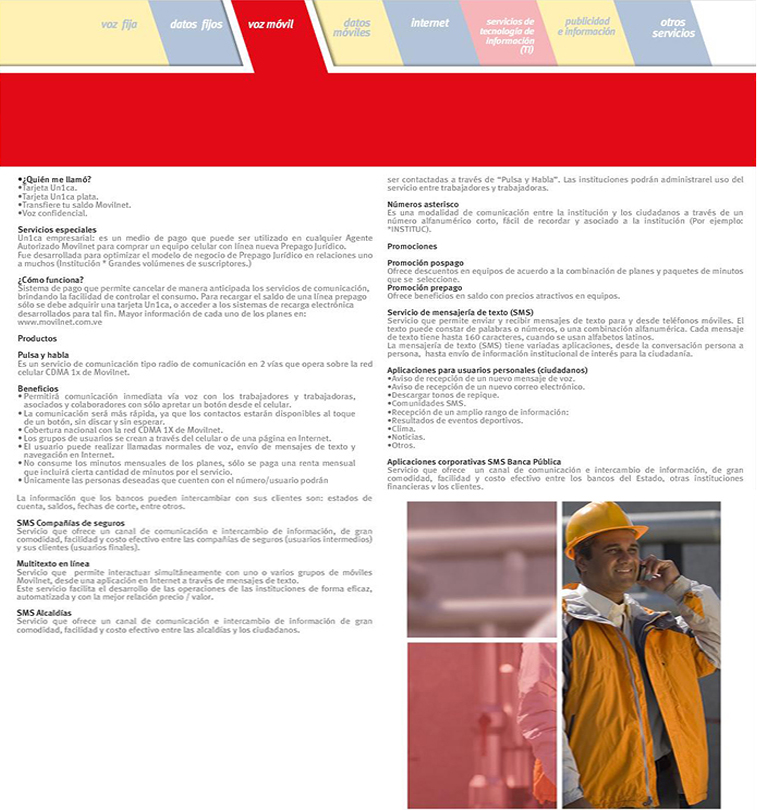 voz fija
datos fijos
voz móvil
datos
móviles
internet
servicios de
tecnología de
información
(TI)
publicidad
e información
otros
servicios
•¿Quién me llamó?
•Tarjeta Un1ca.
•Tarjeta Un1ca plata.
•Transfiere tu saldo Movilnet.
•Voz confidencial.
Servicios especiales
Un1ca empresarial: es un medio de pago que puede ser utilizado en cualquier Agente
Autorizado Movilnet para comprar un equipo celular con línea nueva Prepago Jurídico.
Fue desarrollada para optimizar el modelo de negocio de Prepago Jurídico en relaciones uno
a muchos (Institución * Grandes volúmenes de suscriptores.)
¿Cómo funciona?
Sistema de pago que permite cancelar de manera anticipada los servicios de comunicación,
brindando la facilidad de controlar el consumo. Para recargar el saldo de una línea prepago
sólo se debe adquirir una tarjeta Un1ca, o acceder a los sistemas de recarga electrónica
desarrollados para tal fin. Mayor información de cada uno de los planes en:
www.movilnet.com.ve
Productos
Pulsa y habla
Es un servicio de comunicación tipo radio de comunicación en 2 vías que opera sobre la red
celular CDMA 1x de Movilnet.
Beneficios
•Permitirá comunicación inmediata vía voz con los trabajadores y trabajadoras,
asociados y colaboradores con sólo apretar un botón desde el celular.
•La comunicación será más rápida, ya que los contactos estarán disponibles al toque
de un botón, sin discar y sin esperar.
•Cobertura nacional con la red CDMA 1X de Movilnet.
•Los grupos de usuarios se crean a través del celular o de una página en Internet.
•El usuario puede realizar llamadas normales de voz, envío de mensajes de texto y
navegación en Internet.
•No consume los minutos mensuales de los planes, sólo se paga una renta mensual
que incluirá cierta cantidad de minutos por el servicio.
•Únicamente las personas deseadas que cuenten con el número/usuario podrán
La información que los bancos pueden intercambiar con sus clientes son: estados de
cuenta, saldos, fechas de corte, entre otros.
SMS Compañías de seguros
Servicio que ofrece un canal de comunicación e intercambio de información, de gran
comodidad, facilidad y costo efectivo entre las compañías de seguros (usuarios intermedios)
y sus clientes (usuarios finales).
Multitexto en línea
Servicio que permite interactuar simultáneamente con uno o varios grupos de móviles
Movilnet, desde una aplicación en Internet a través de mensajes de texto.
Este servicio facilita el desarrollo de las operaciones de las instituciones de forma eficaz,
automatizada y con la mejor relación precio / valor.
SMS Alcaldías
Servicio que ofrece un canal de comunicación e intercambio de información de gran
comodidad, facilidad y costo efectivo entre las alcaldías y los ciudadanos.
ser contactadas a través de “Pulsa y Habla”. Las instituciones podrán administrarel uso del
servicio entre trabajadores y trabajadoras.
Números asterisco
Es una modalidad de comunicación entre la institución y los ciudadanos a través de un
número alfanumérico corto, fácil de recordar y asociado a la institución (Por ejemplo:
*INSTITUC).
Promociones
Promoción pospago
Ofrece descuentos en equipos de acuerdo a la combinación de planes y paquetes de minutos
que se seleccione.
Promoción prepago
Ofrece beneficios en saldo con precios atractivos en equipos.
Servicio de mensajería de texto (SMS)
Servicio que permite enviar y recibir mensajes de texto para y desde teléfonos móviles. El
texto puede constar de palabras o números, o una combinación alfanumérica. Cada mensaje
de texto tiene hasta 160 caracteres, cuando se usan alfabetos latinos.
La mensajería de texto (SMS) tiene variadas aplicaciones, desde la conversación persona a
persona, hasta envío de información institucional de interés para la ciudadanía.
Aplicaciones para usuarios personales (ciudadanos)
•Aviso de recepción de un nuevo mensaje de voz.
•Aviso de recepción de un nuevo correo electrónico.
•Descargar tonos de repique.
•Comunidades SMS.
•Recepción de un amplio rango de información:
•Resultados de eventos deportivos.
•Clima.
•Noticias.
•Otros.
Aplicaciones corporativas SMS Banca Pública
Servicio que ofrece un canal de comunicación e intercambio de información, de gran
comodidad, facilidad y costo efectivo entre los bancos del Estado, otras instituciones
financieras y los clientes.